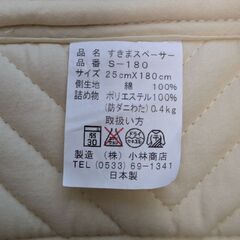 品名 すきまスペーサー
品番 S-180
サイズ 25cm×180cm
側生地 綿 100%
詰め物 ポリエステル100%
(防ダニわた) 0.4kg
取扱い方
弱
30
製造 (株) 小林商店
TEL (0533) 69-1341
日本製